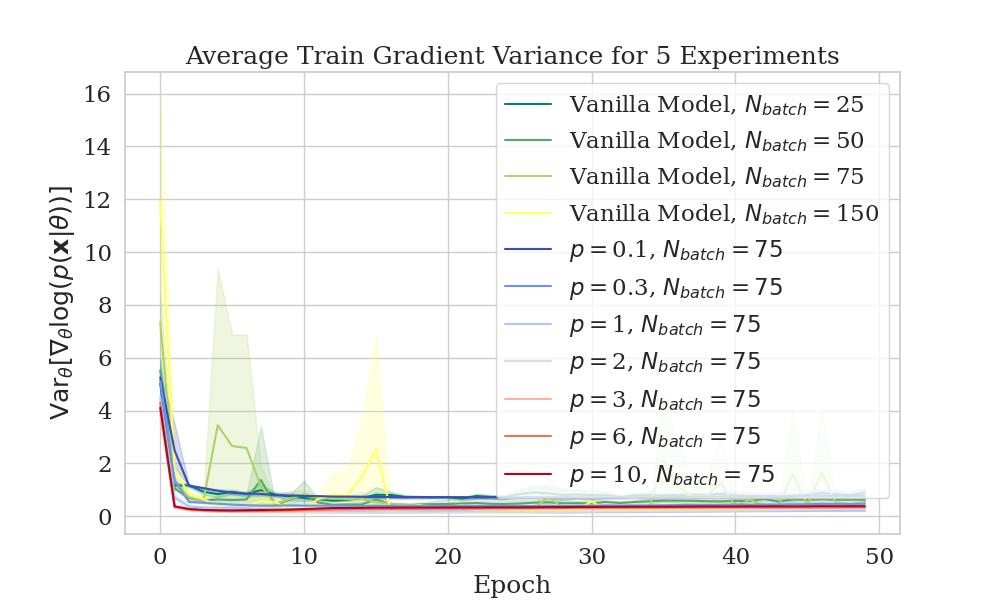 Average Train Gradient Variance for 5 Experiments
Var_θ[∇_θ log(p(𝐱|θ))]
16
14
12
10
8
6
4
2
0
Vanilla Model, N_batch = 25
Vanilla Model, N_batch = 50
Vanilla Model, N_batch = 75
Vanilla Model, N_batch = 150
p = 0.1, N_batch = 75
p = 0.3, N_batch = 75
p = 1, N_batch = 75
p = 2, N_batch = 75
p = 3, N_batch = 75
p = 6, N_batch = 75
p = 10, N_batch = 75
0 10 20 30 40 50
Epoch